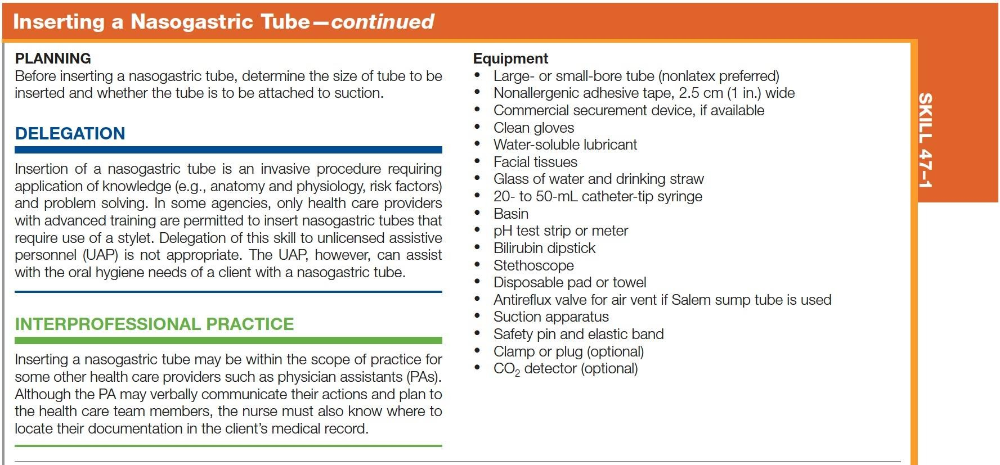 Inserting a Nasogastric Tube—continued
PLANNING
Before inserting a nasogastric tube, determine the size of tube to be
inserted and whether the tube is to be attached to suction.
DELEGATION
Insertion of a nasogastric tube is an invasive procedure requiring
application of knowledge (e.g., anatomy and physiology, risk factors)
and problem solving. In some agencies, only health care providers
with advanced training are permitted to insert nasogastric tubes that
require use of a stylet. Delegation of this skill to unlicensed assistive
personnel (UAP) is not appropriate. The UAP, however, can assist
with the oral hygiene needs of a client with a nasogastric tube.
INTERPROFESSIONAL PRACTICE
Inserting a nasogastric tube may be within the scope of practice for
some other health care providers such as physician assistants (PAs).
Although the PA may verbally communicate their actions and plan to
the health care team members, the nurse must also know where to
locate their documentation in the client’s medical record.
Equipment
• Large- or small-bore tube (nonlatex preferred)
• Nonallergenic adhesive tape, 2.5 cm (1 in.) wide
• Commercial securement device, if available
• Clean gloves
• Water-soluble lubricant
• Facial tissues
• Glass of water and drinking straw
• 20- to 50-mL catheter-tip syringe
• Basin
• pH test strip or meter
• Bilirubin dipstick
• Stethoscope
• Disposable pad or towel
• Antireflux valve for air vent if Salem sump tube is used
• Suction apparatus
• Safety pin and elastic band
• Clamp or plug (optional)
• CO₂ detector (optional)
SKILL 47–1